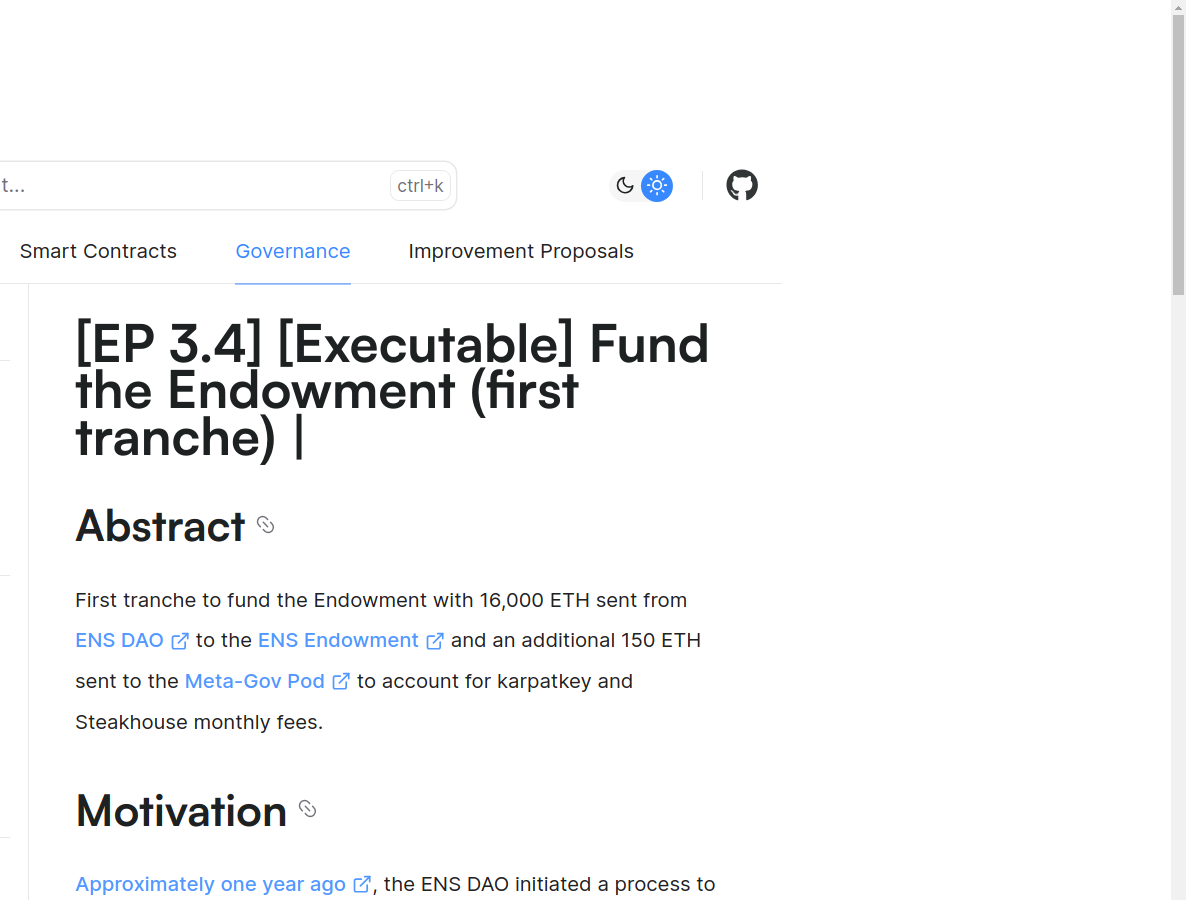 t...
ctrl+k
Smart Contracts
Governance
Improvement Proposals
[EP 3.4] [Executable] Fund
the Endowment (first
tranche) |
Abstract
First tranche to fund the Endowment with 16,000 ETH sent from
ENS DAO to the ENS Endowment and an additional 150 ETH
sent to the Meta-Gov Pod to account for karpatkey and
Steakhouse monthly fees.
Motivation
Approximately one year ago , the ENS DAO initiated a process to